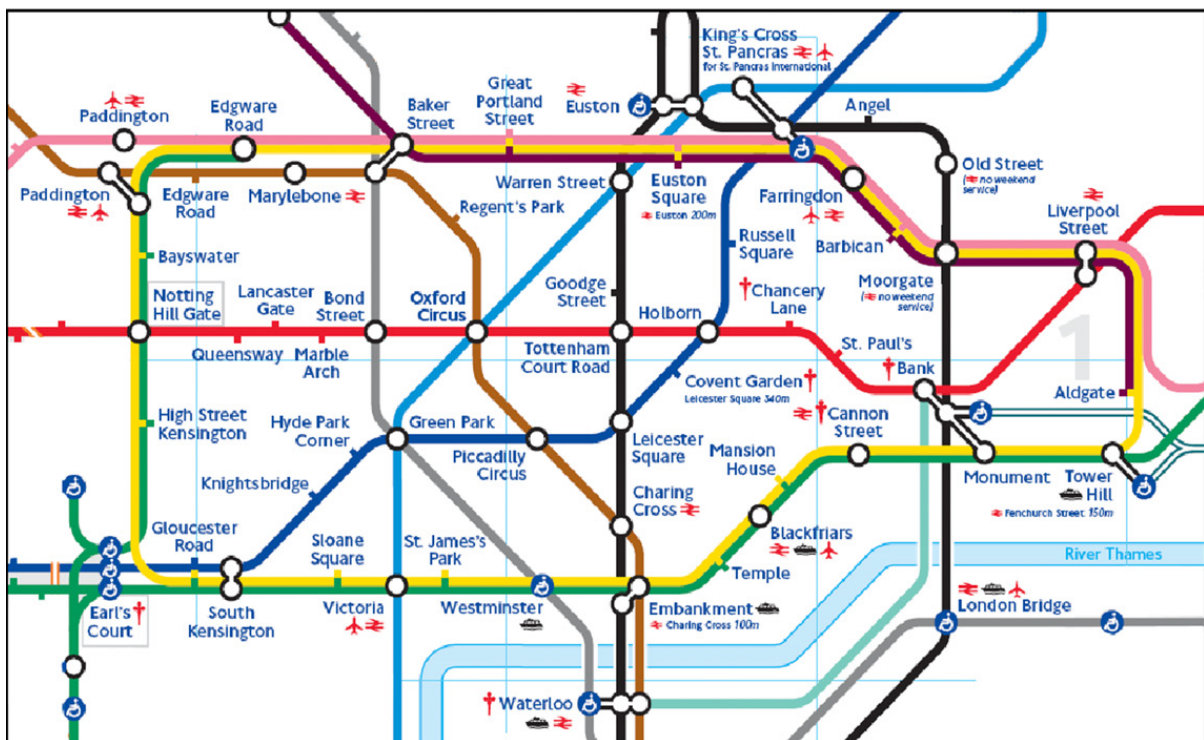 King's Cross
St. Pancras
for St. Pancras International
Great
Portland
Street
Euston
Angel
Paddington
Edgware
Road
Baker
Street
Old Street
(no weekend
service)
Warren Street
Euston
Square
Euston 200m
Farringdon
Liverpool
Street
Paddington
Edgware
Road
Marylebone
Regent's Park
Barbican
Russell
Square
Bayswater
Moorgate
(no weekend
service)
Goodge
Street
Chancery
Lane
Notting
Hill Gate
Lancaster
Gate
Bond
Street
Oxford
Circus
Holborn
1
Queensway
Marble
Arch
Tottenham
Court Road
St. Paul's
Bank
Covent Garden
Leicester Square 340m
Aldgate
High Street
Kensington
Hyde Park
Corner
Green Park
Cannon
Street
Piccadilly
Circus
Leicester
Square
Mansion
House
Knightsbridge
Monument
Tower
Hill
Fenchurch Street 150m
Charing
Cross
Gloucester
Road
Sloane
Square
St. James's
Park
Blackfriars
River Thames
Temple
Earl's
Court
South
Kensington
Victoria
Westminster
Embankment
Charing Cross 100m
London Bridge
Waterloo